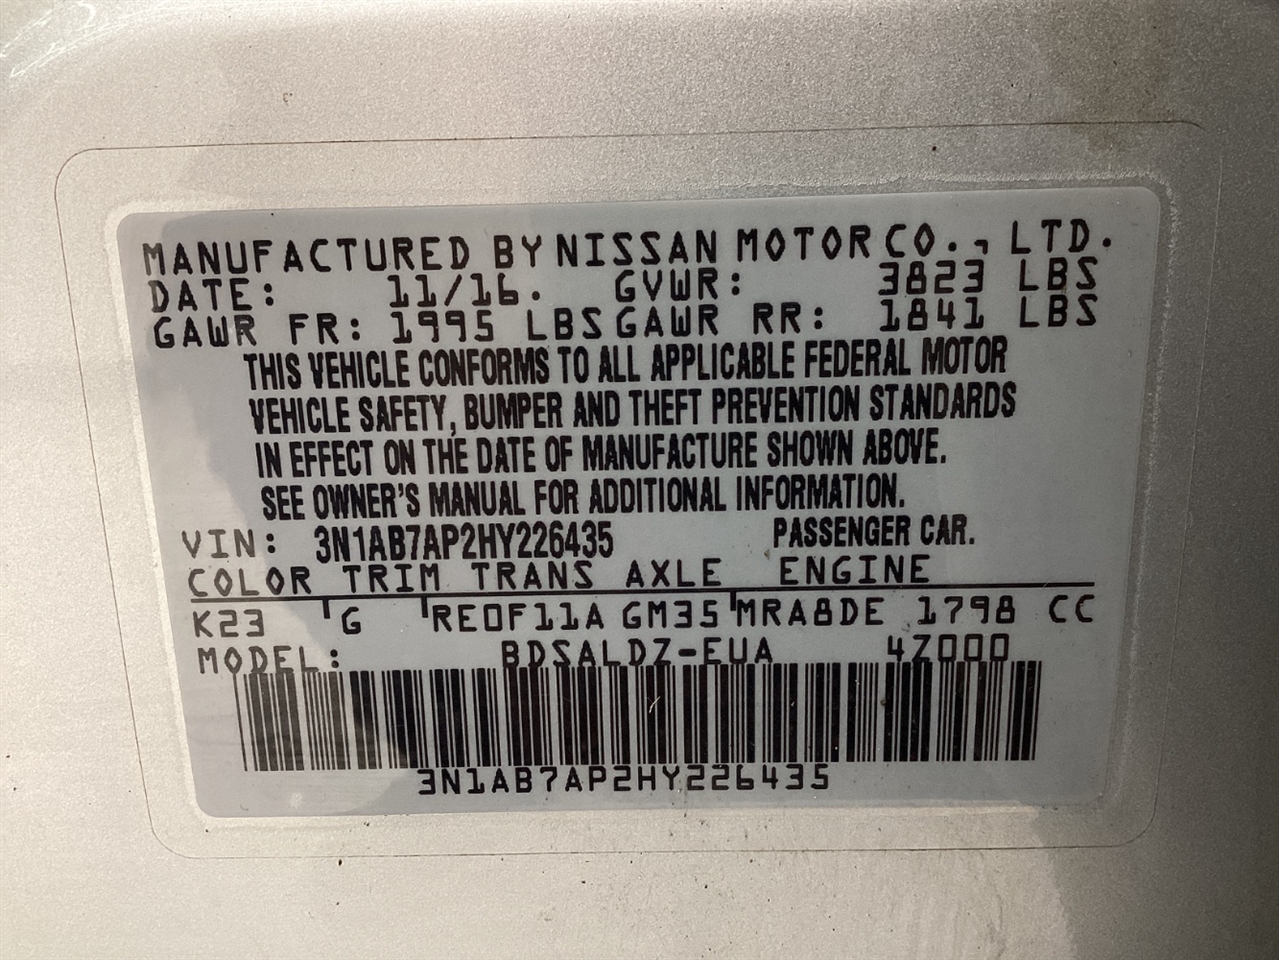 MANUFACTURED BY NISSAN MOTOR CO., LTD.
DATE: 11/16. GVWR: 3823 LBS
GAWR FR: 1995 LBS GAWR RR: 1841 LBS
THIS VEHICLE CONFORMS TO ALL APPLICABLE FEDERAL MOTOR
VEHICLE SAFETY, BUMPER AND THEFT PREVENTION STANDARDS
IN EFFECT ON THE DATE OF MANUFACTURE SHOWN ABOVE.
SEE OWNER'S MANUAL FOR ADDITIONAL INFORMATION.
VIN: 3N1AB7AP2HY226435 PASSENGER CAR.
COLOR TRIM TRANS AXLE ENGINE
K23 G RE0F11A GM35 MRA8DE 1798 CC
MODEL: BDSALDZ-EUA 4Z000
3N1AB7AP2HY226435